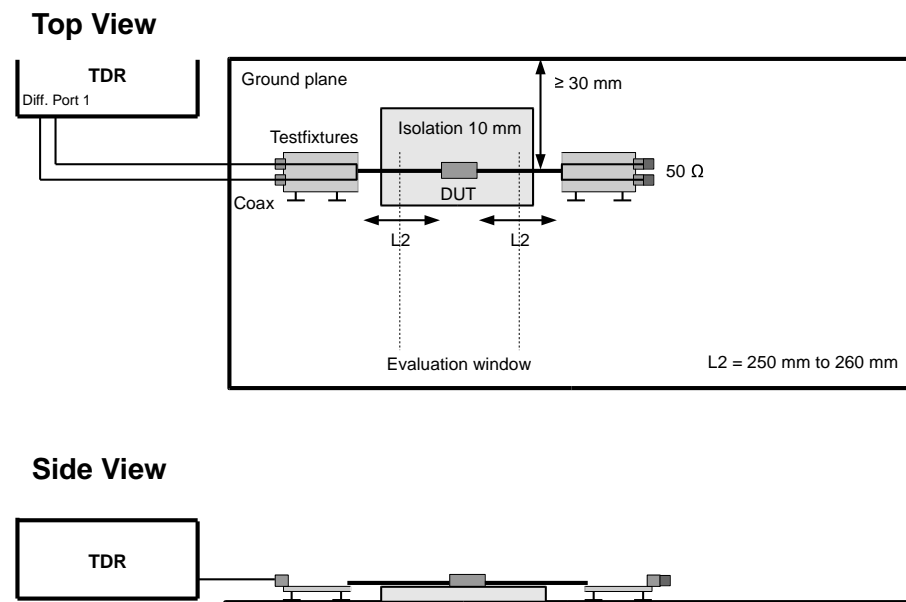 Top View
TDR
Diff. Port 1
Ground plane
≥ 30 mm
Isolation 10 mm
Testfixtures
50 Ω
DUT
Coax
L2
L2
Evaluation window
L2 = 250 mm to 260 mm
Side View
TDR